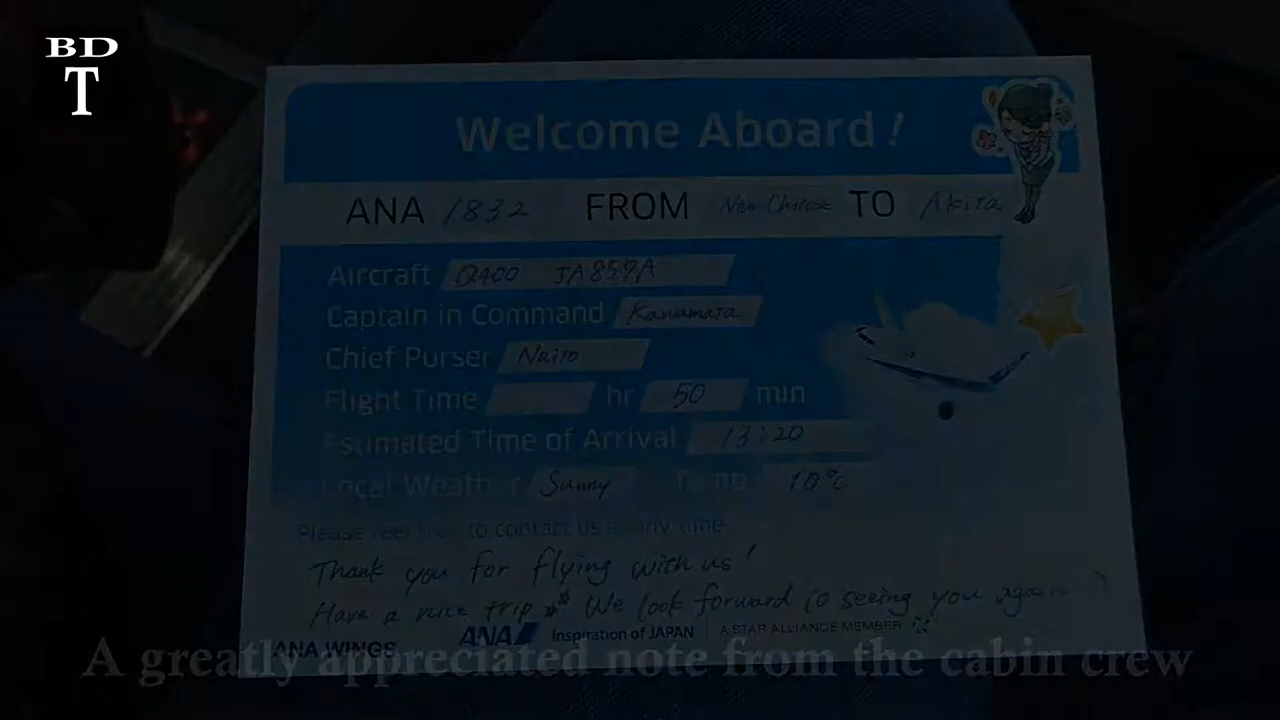 BD
T
Welcome Aboard!
ANA 1832 FROM New Chitose TO Akita
Aircraft Q400 JA859A
Captain in Command Kawamata
Chief Purser Naito
Flight Time hr 50 min
Estimated Time of Arrival 13:20
Local Weather Sunny Temp 10°C
Please feel free to contact us any time
Thank you for flying with us!
Have a nice trip We look forward to seeing you again
ANA WINGS ANA Inspiration of JAPAN A STAR ALLIANCE MEMBER
A greatly appreciated note from the cabin crew